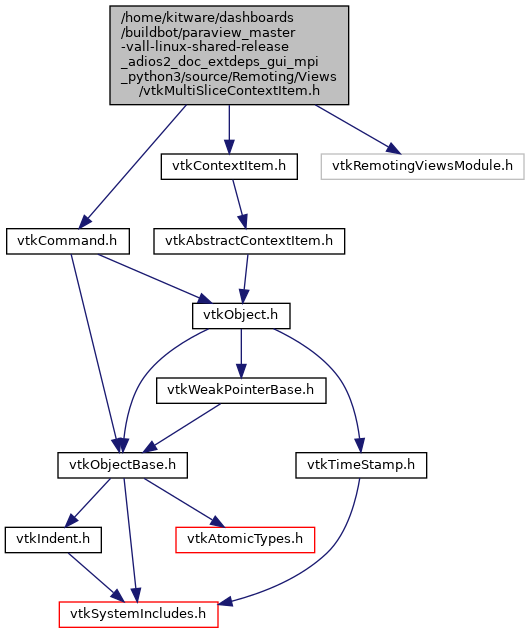 /home/kitware/dashboards
/buildbot/paraview_master
-vall-linux-shared-release
_adios2_doc_extdeps_gui_mpi
_python3/source/Remoting/Views
/vtkMultiSliceContextItem.h
vtkContextItem.h
vtkRemotingViewsModule.h
vtkCommand.h
vtkAbstractContextItem.h
vtkObject.h
vtkWeakPointerBase.h
vtkObjectBase.h
vtkTimeStamp.h
vtkIndent.h
vtkAtomicTypes.h
vtkSystemIncludes.h